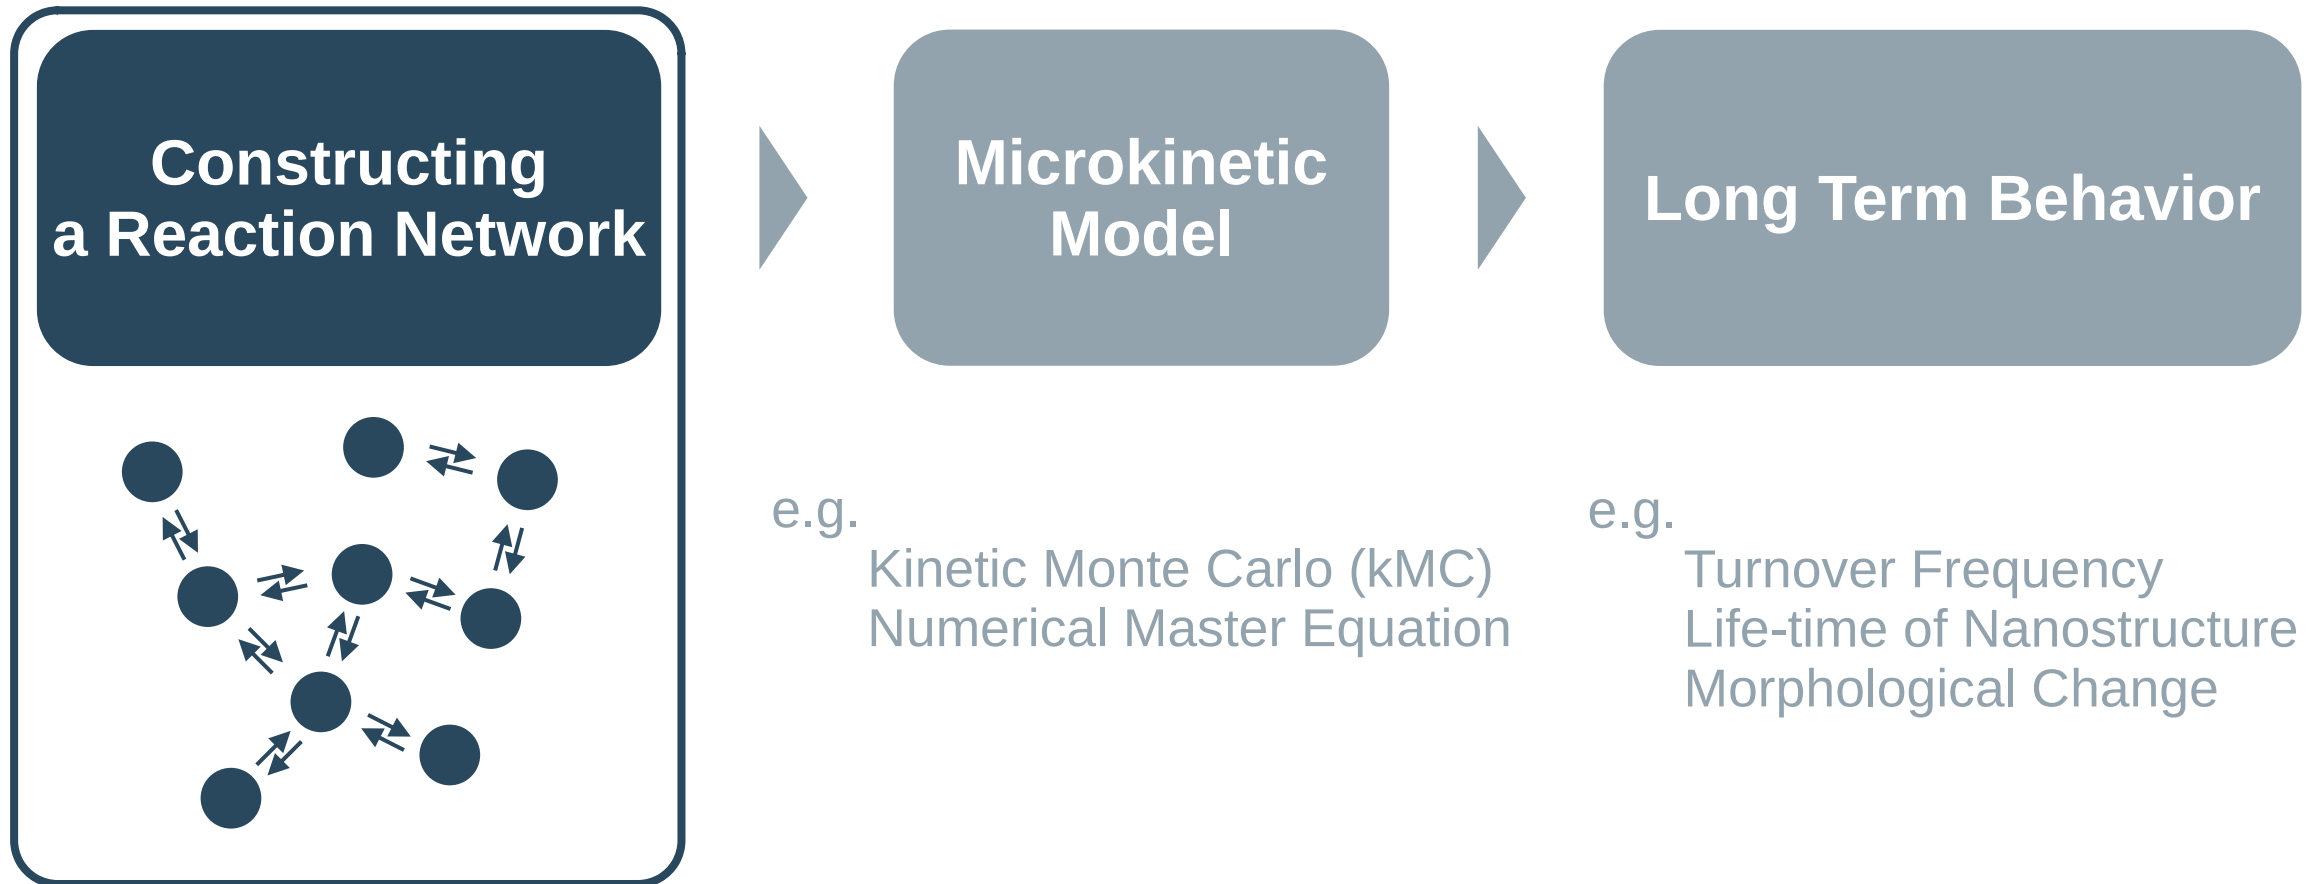 Constructing
a Reaction Network
Microkinetic
Model
Long Term Behavior
e.g.
Kinetic Monte Carlo (kMC)
Numerical Master Equation
e.g.
Turnover Frequency
Life-time of Nanostructure
Morphological Change